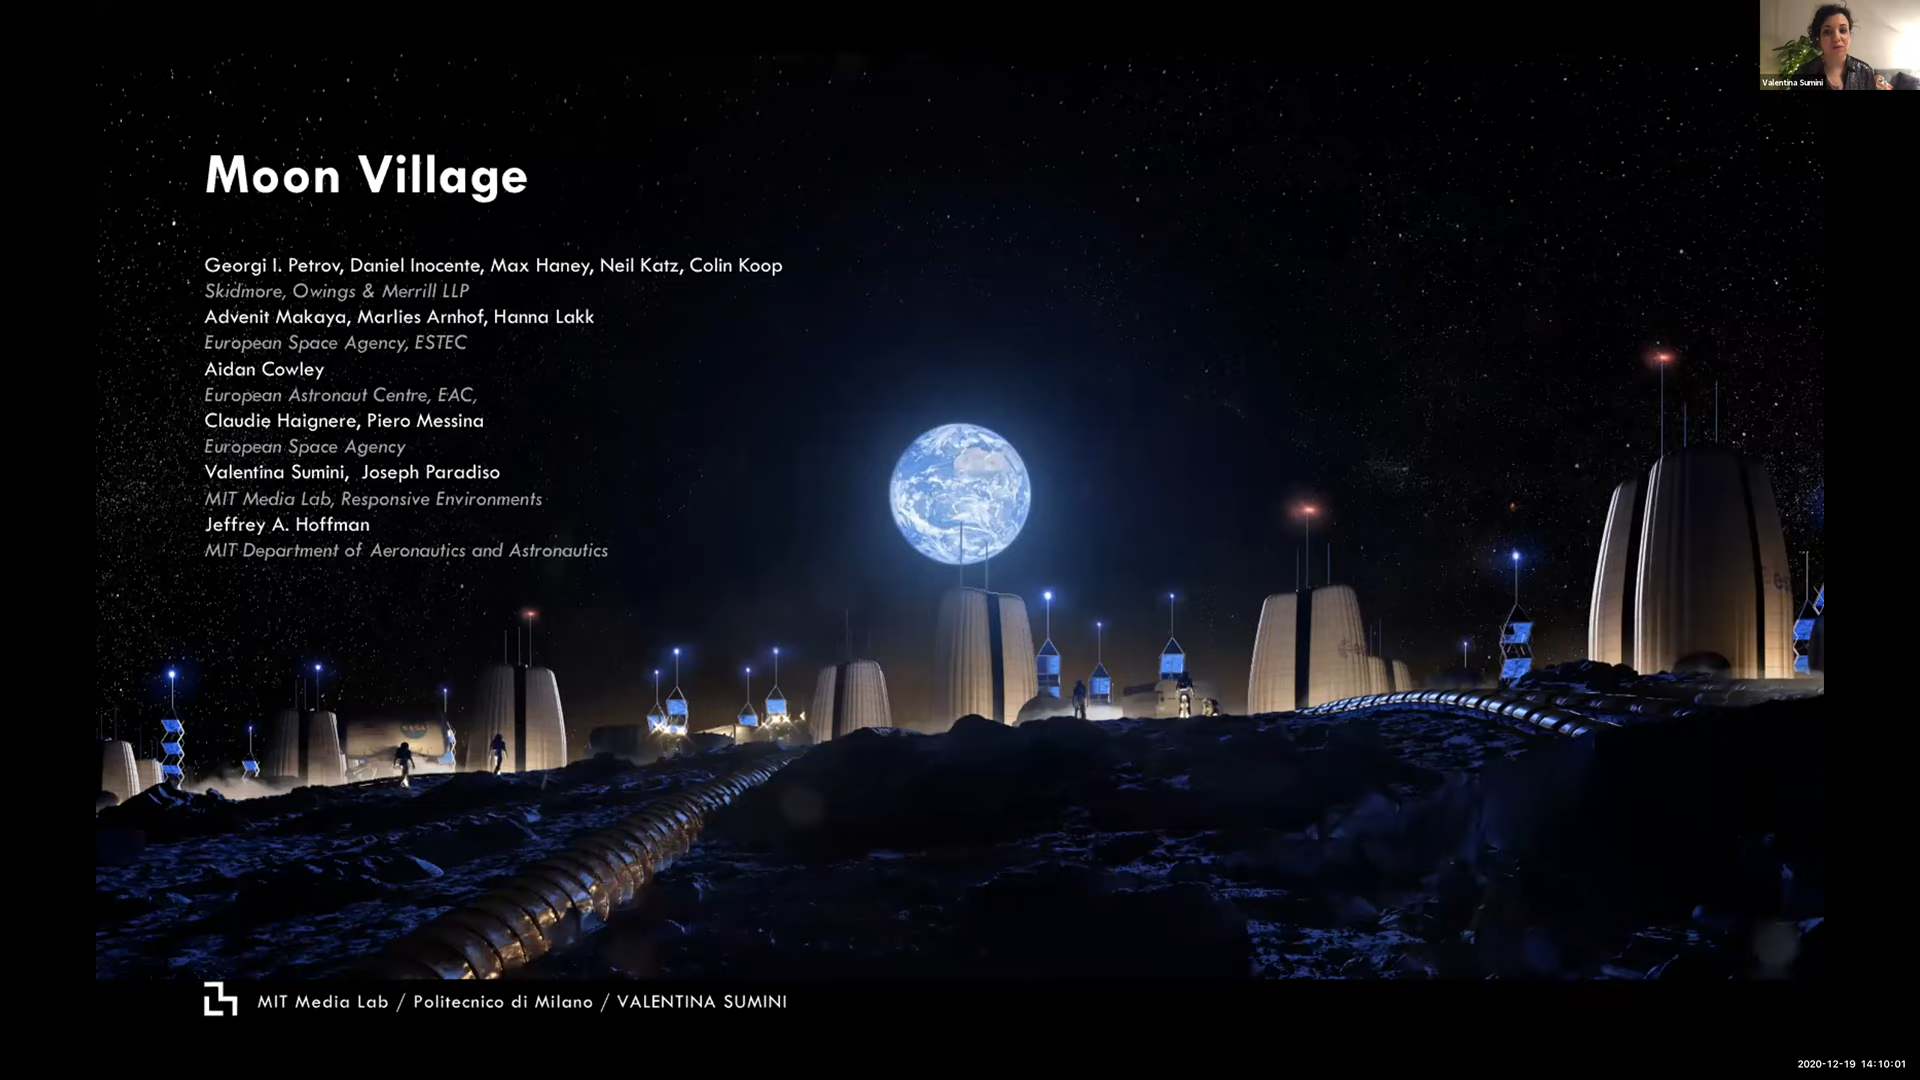 Valentina Sumini
Moon Village
Georgi I. Petrov, Daniel Inocente, Max Haney, Neil Katz, Colin Koop
Skidmore, Owings & Merrill LLP
Advenit Makaya, Marlies Arnhof, Hanna Lakk
European Space Agency, ESTEC
Aidan Cowley
European Astronaut Centre, EAC,
Claudie Haignere, Piero Messina
European Space Agency
Valentina Sumini, Joseph Paradiso
MIT Media Lab, Responsive Environments
Jeffrey A. Hoffman
MIT Department of Aeronautics and Astronautics
NASA
esa
MIT Media Lab / Politecnico di Milano / VALENTINA SUMINI
2020-12-19 14:10:01